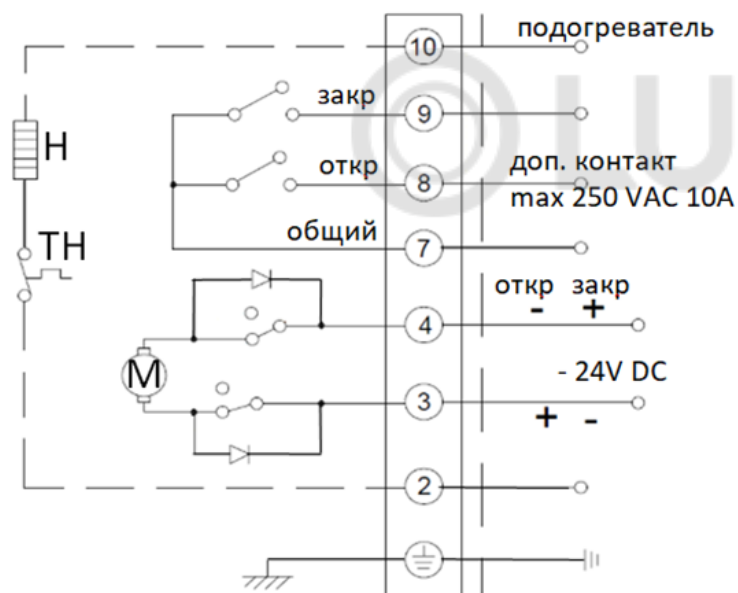 10 подогреватель
закр 9
H
откр 8 доп. контакт
max 250 VAC 10A
TH
общий 7
откр закр
4 - +
M
- 24V DC
3
+ -
2
OLU